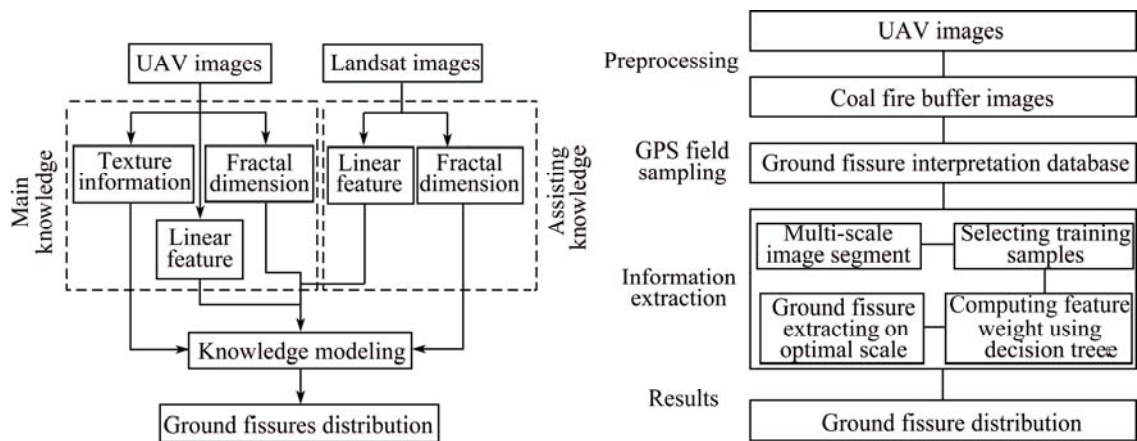 UAV images
Landsat images
Main
knowledge
Texture
information
Fractal
dimension
Linear
feature
Linear
feature
Fractal
dimension
Assisting
knowledge
Knowledge modeling
Ground fissures distribution
UAV images
Preprocessing
Coal fire buffer images
GPS field
sampling
Ground fissure interpretation database
Information
extraction
Multi-scale
image segment
Selecting training
samples
Ground fissure
extracting on
optimal scale
Computing feature
weight using
decision tree
Results
Ground fissure distribution